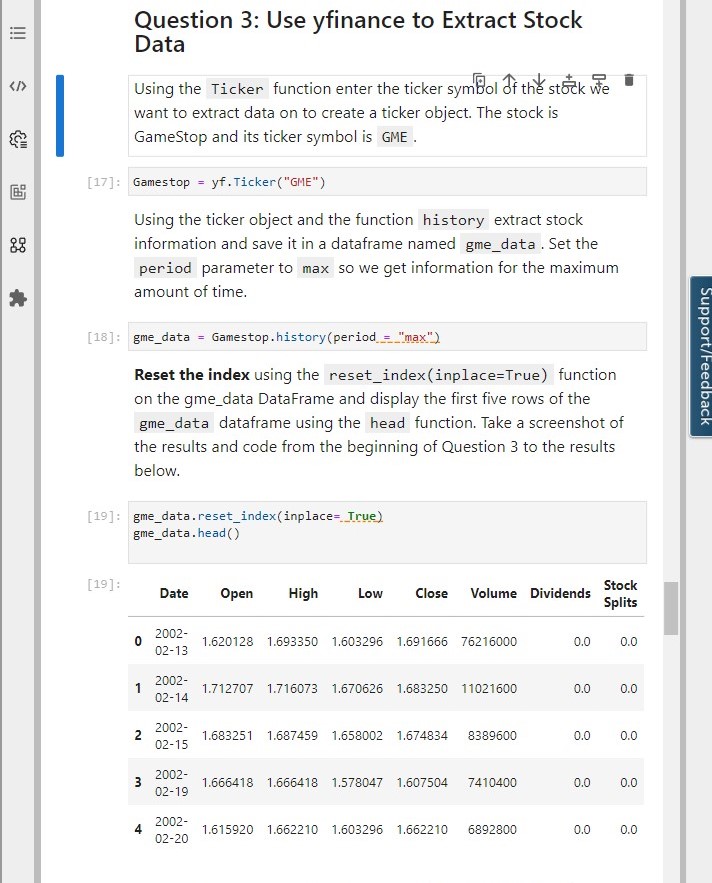 Question 3: Use yfinance to Extract Stock
Data
Using the Ticker function enter the ticker symbol of the stock we
want to extract data on to create a ticker object. The stock is
GameStop and its ticker symbol is GME .
[17]: Gamestop = yf.Ticker("GME")
Using the ticker object and the function history extract stock
information and save it in a dataframe named gme_data . Set the
period parameter to max so we get information for the maximum
amount of time.
[18]: gme_data = Gamestop.history(period = "max")
Reset the index using the reset_index(inplace=True) function
on the gme_data DataFrame and display the first five rows of the
gme_data dataframe using the head function. Take a screenshot of
the results and code from the beginning of Question 3 to the results
below.
[19]: gme_data.reset_index(inplace= True)
gme_data.head()
[19]:
Date Open High Low Close Volume Dividends Stock Splits
0 2002-02-13 1.620128 1.693350 1.603296 1.691666 76216000 0.0 0.0
1 2002-02-14 1.712707 1.716073 1.670626 1.683250 11021600 0.0 0.0
2 2002-02-15 1.683251 1.687459 1.658002 1.674834 8389600 0.0 0.0
3 2002-02-19 1.666418 1.666418 1.578047 1.607504 7410400 0.0 0.0
4 2002-02-20 1.615920 1.662210 1.603296 1.662210 6892800 0.0 0.0
Support/Feedback